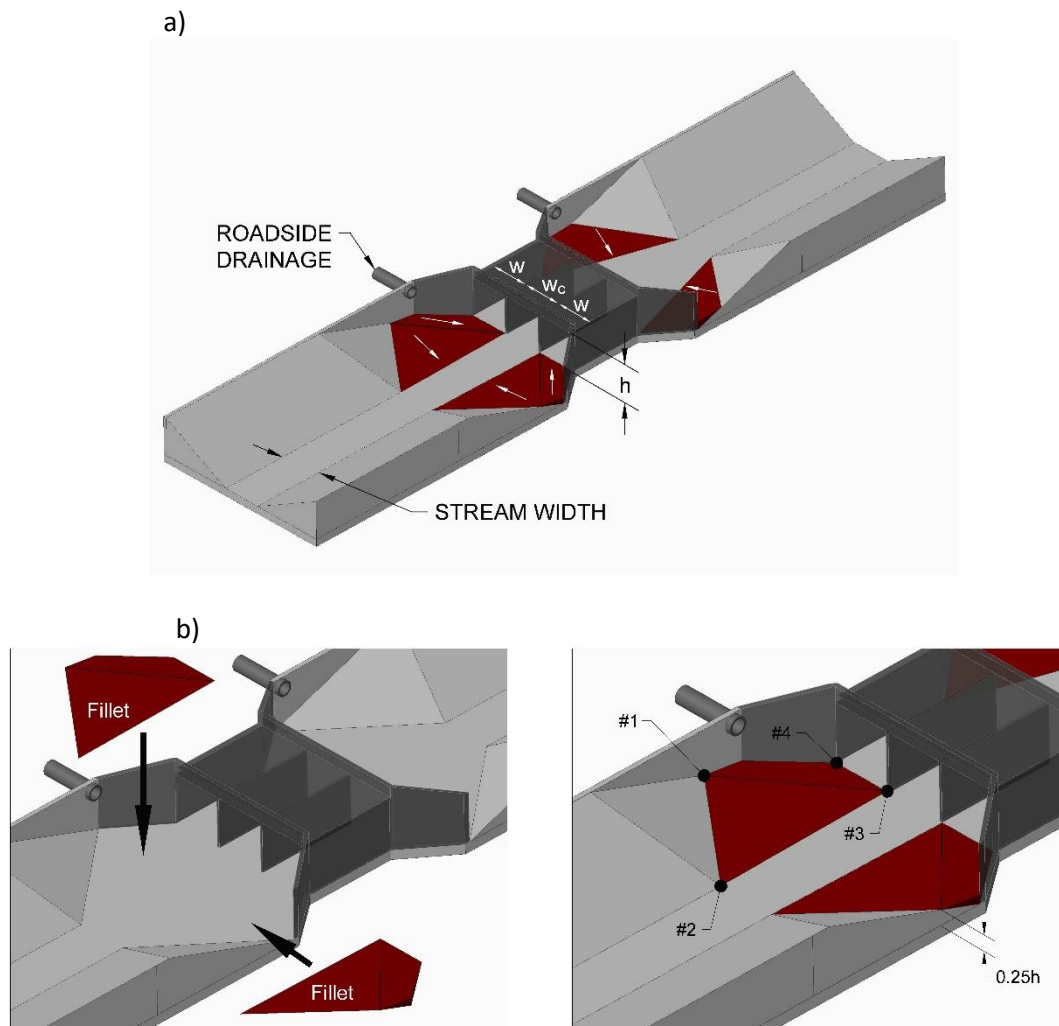 a)
ROADSIDE
DRAINAGE
W
Wc
W
h
STREAM WIDTH
b)
Fillet
Fillet
#1
#4
#3
#2
0.25h